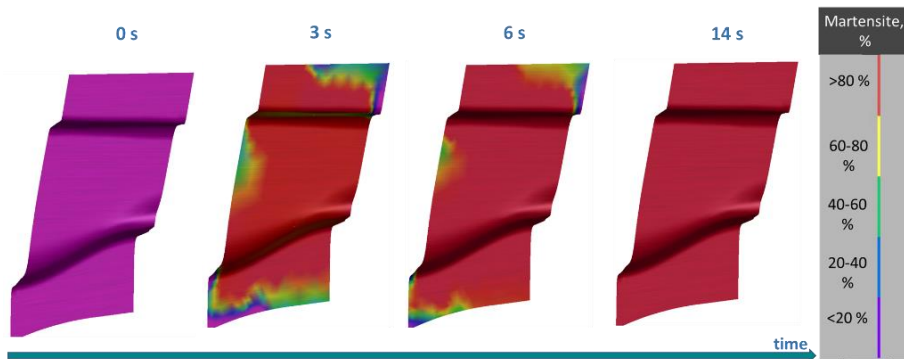 0 s
3 s
6 s
14 s
Martensite,
%
>80 %
60-80
%
40-60
%
20-40
%
<20 %
time